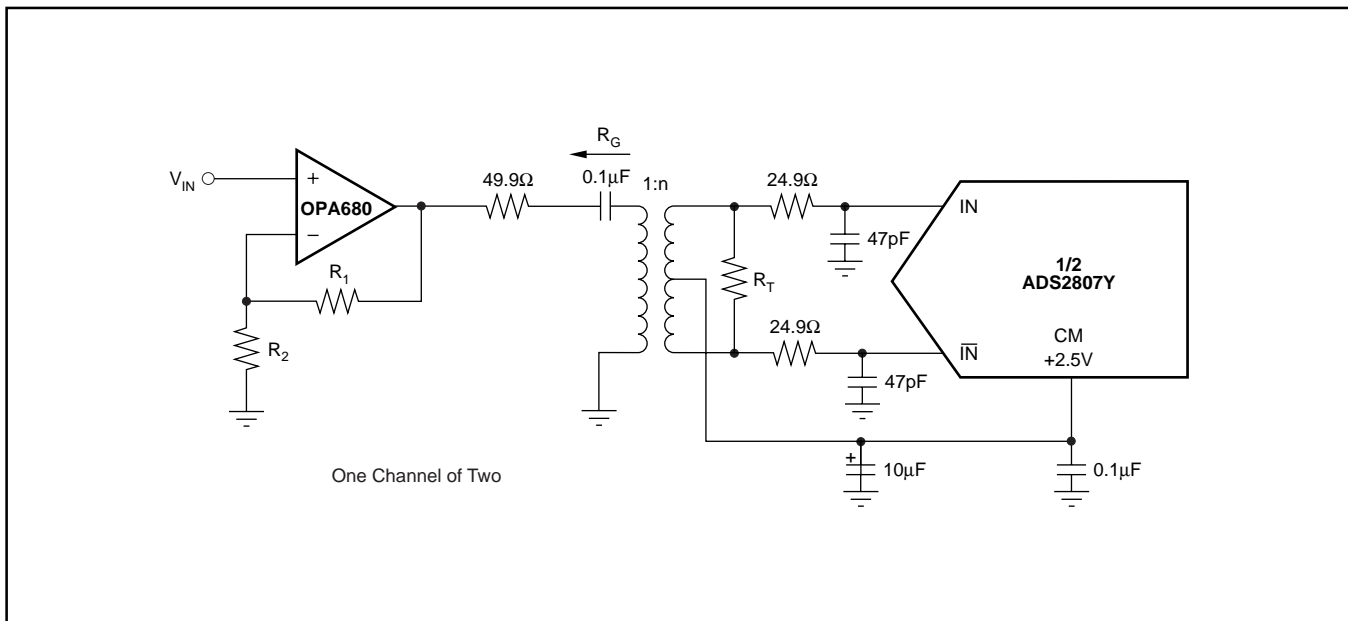 R_G
0.1µF
1:n
49.9Ω
24.9Ω
V_IN
+
OPA680
–
IN
47pF
1/2
ADS2807Y
R_1
R_T
R_2
24.9Ω
CM
+2.5V
I̅N̅
47pF
One Channel of Two
+
10µF
0.1µF